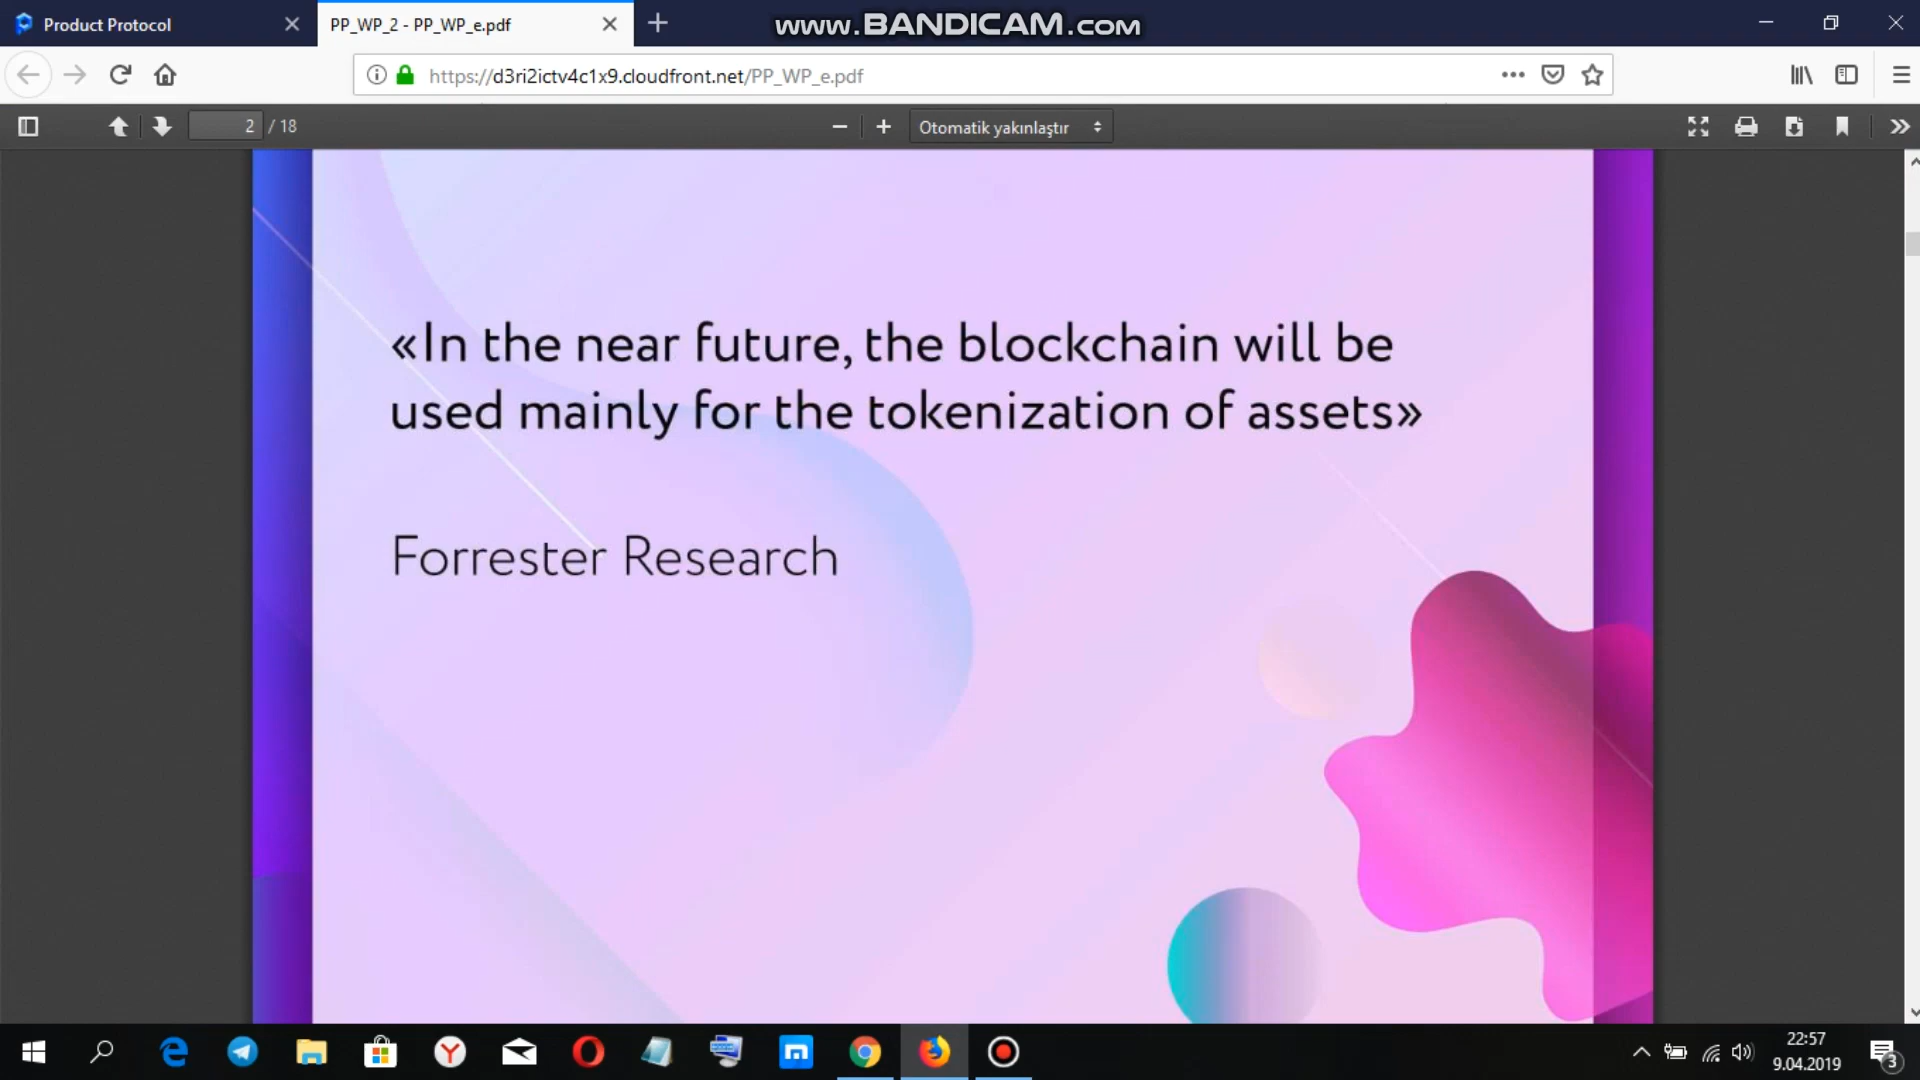 Product Protocol
PP_WP_2 - PP_WP_e.pdf
www.BANDICAM.com
https://d3ri2ictv4c1x9.cloudfront.net/PP_WP_e.pdf
2 / 18
Otomatik yakınlaştır
«In the near future, the blockchain will be
used mainly for the tokenization of assets»
Forrester Research
22:57
9.04.2019
3